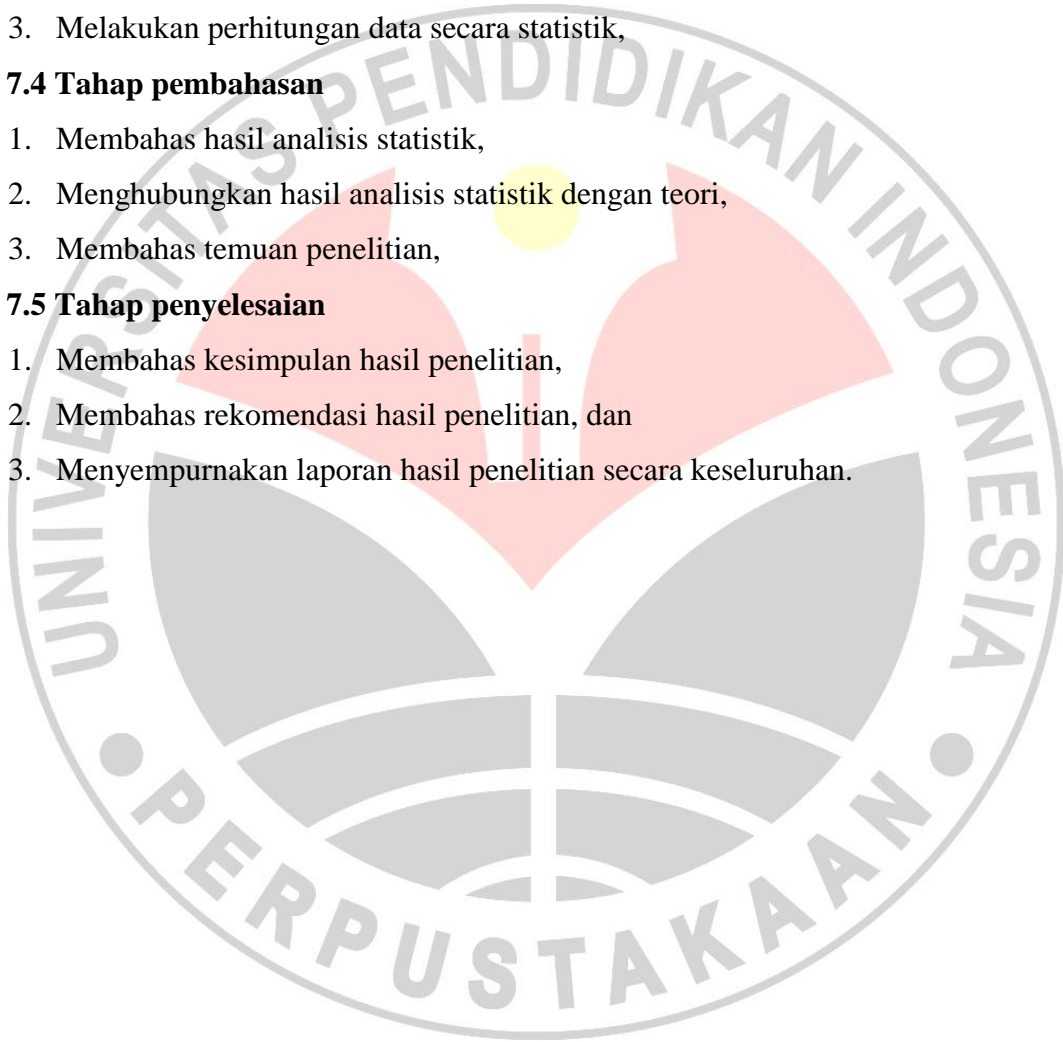 3. Melakukan perhitungan data secara statistik,
7.4 Tahap pembahasan
1. Membahas hasil analisis statistik,
2. Menghubungkan hasil analisis statistik dengan teori,
3. Membahas temuan penelitian,
7.5 Tahap penyelesaian
1. Membahas kesimpulan hasil penelitian,
2. Membahas rekomendasi hasil penelitian, dan
3. Menyempurnakan laporan hasil penelitian secara keseluruhan.
UNIVERSITAS PENDIDIKAN INDONESIA
PERPUSTAKAAN